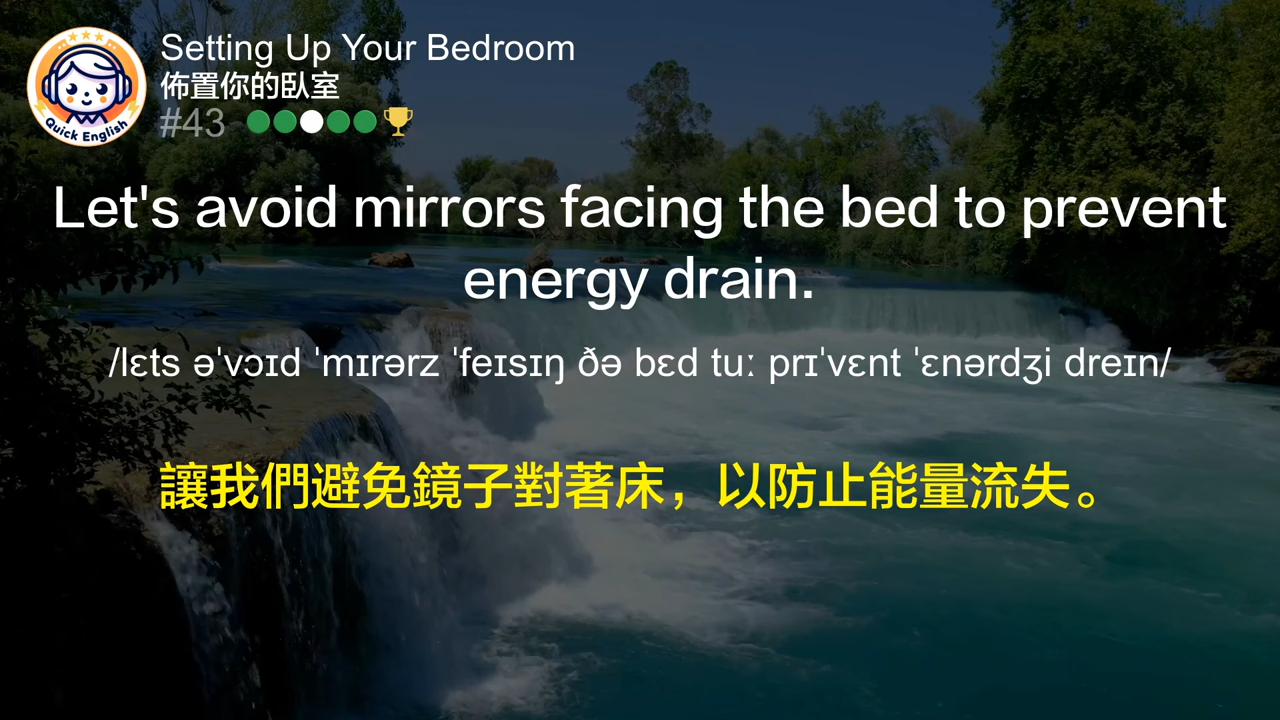 Quick English
Setting Up Your Bedroom
佈置你的臥室
#43
Let's avoid mirrors facing the bed to prevent
energy drain.
/lɛts əˈvɔɪd ˈmɪrərz ˈfeɪsɪŋ ðə bɛd tuː prɪˈvɛnt ˈɛnərdʒi dreɪn/
讓我們避免鏡子對著床，以防止能量流失。